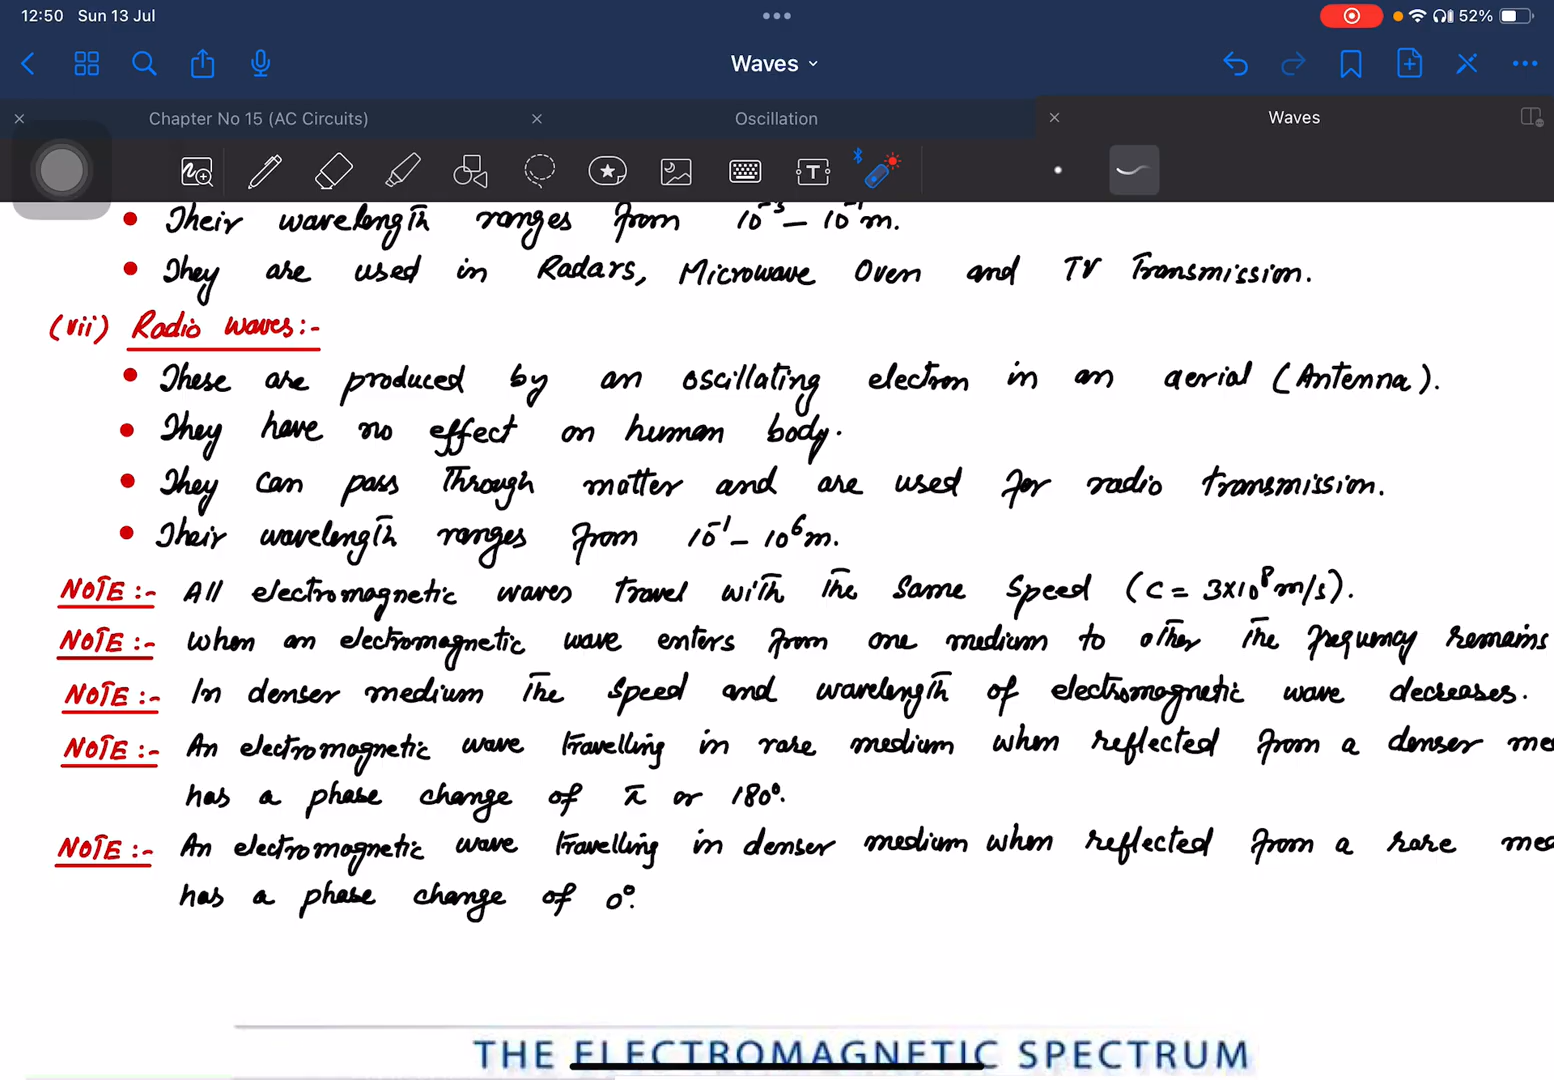 12:50 Sun 13 Jul
52%
Waves
Chapter No 15 (AC Circuits)
Oscillation
Waves
Their wavelength ranges from 10⁻³ – 10⁻¹ m.
They are used in Radars, Microwave Oven and TV Transmission.
(vii) Radio Waves:-
These are produced by an oscillating electron in an aerial (Antenna).
They have no effect on human body.
They can pass through matter and are used for radio transmission.
Their wavelength ranges from 10⁻¹ – 10⁶ m.
NOTE :- All electromagnetic waves travel with the same speed (c = 3×10⁸ m/s).
NOTE :- When an electromagnetic wave enters from one medium to other the frequency remains
NOTE :- In denser medium the speed and wavelength of electromagnetic wave decreases.
NOTE :- An electromagnetic wave travelling in rare medium when reflected from a denser me
has a phase change of π or 180°.
NOTE :- An electromagnetic wave travelling in denser medium when reflected from a rare med
has a phase change of 0°.
THE ELECTROMAGNETIC SPECTRUM